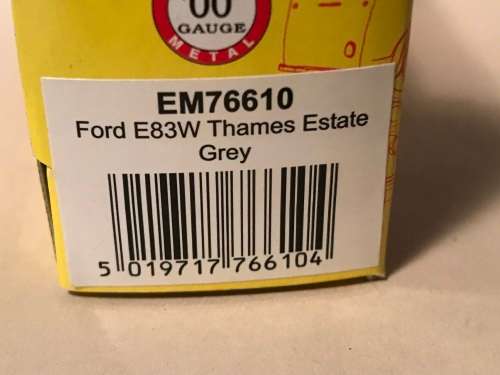 00
GAUGE
METAL
EM76610
Ford E83W Thames Estate
Grey
5 019717 766104